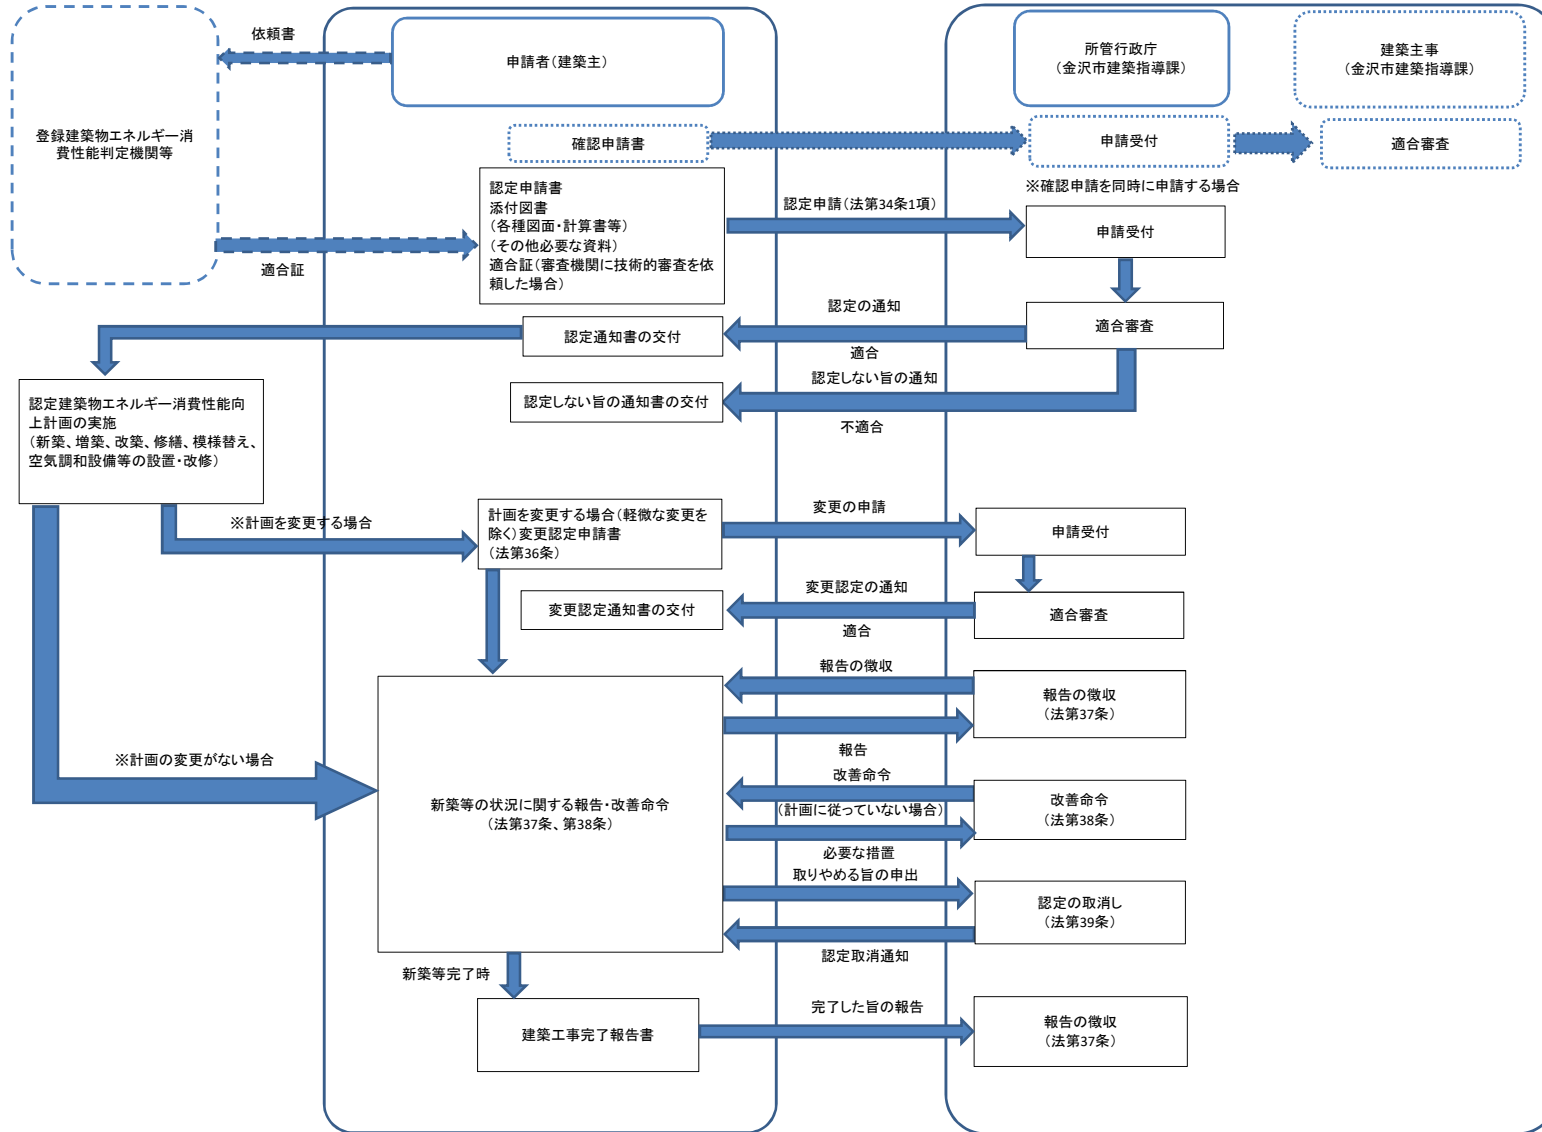 依頼書
申請者（建築主）
所管行政庁
（金沢市建築指導課）
建築主事
（金沢市建築指導課）
登録建築物エネルギー消
費性能判定機関等
確認申請書
申請受付
適合審査
※確認申請を同時に申請する場合
認定申請書
添付図書
（各種図面・計算書等）
（その他必要な資料）
適合証（審査機関に技術的審査を依
頼した場合）
認定申請（法第34条1項）
申請受付
適合証
認定の通知
適合審査
認定通知書の交付
適合
認定しない旨の通知
認定しない旨の通知書の交付
不適合
認定建築物エネルギー消費性能向
上計画の実施
（新築、増築、改築、修繕、模様替え、
空気調和設備等の設置・改修）
※計画を変更する場合
計画を変更する場合（軽微な変更を
除く）変更認定申請書
（法第36条）
変更の申請
申請受付
変更認定の通知
変更認定通知書の交付
適合審査
適合
報告の徴収
報告の徴収
（法第37条）
報告
※計画の変更がない場合
新築等の状況に関する報告・改善命令
（法第37条、第38条）
改善命令
（計画に従っていない場合）
改善命令
（法第38条）
必要な措置
取りやめる旨の申出
認定の取消し
（法第39条）
認定取消通知
新築等完了時
建築工事完了報告書
完了した旨の報告
報告の徴収
（法第37条）